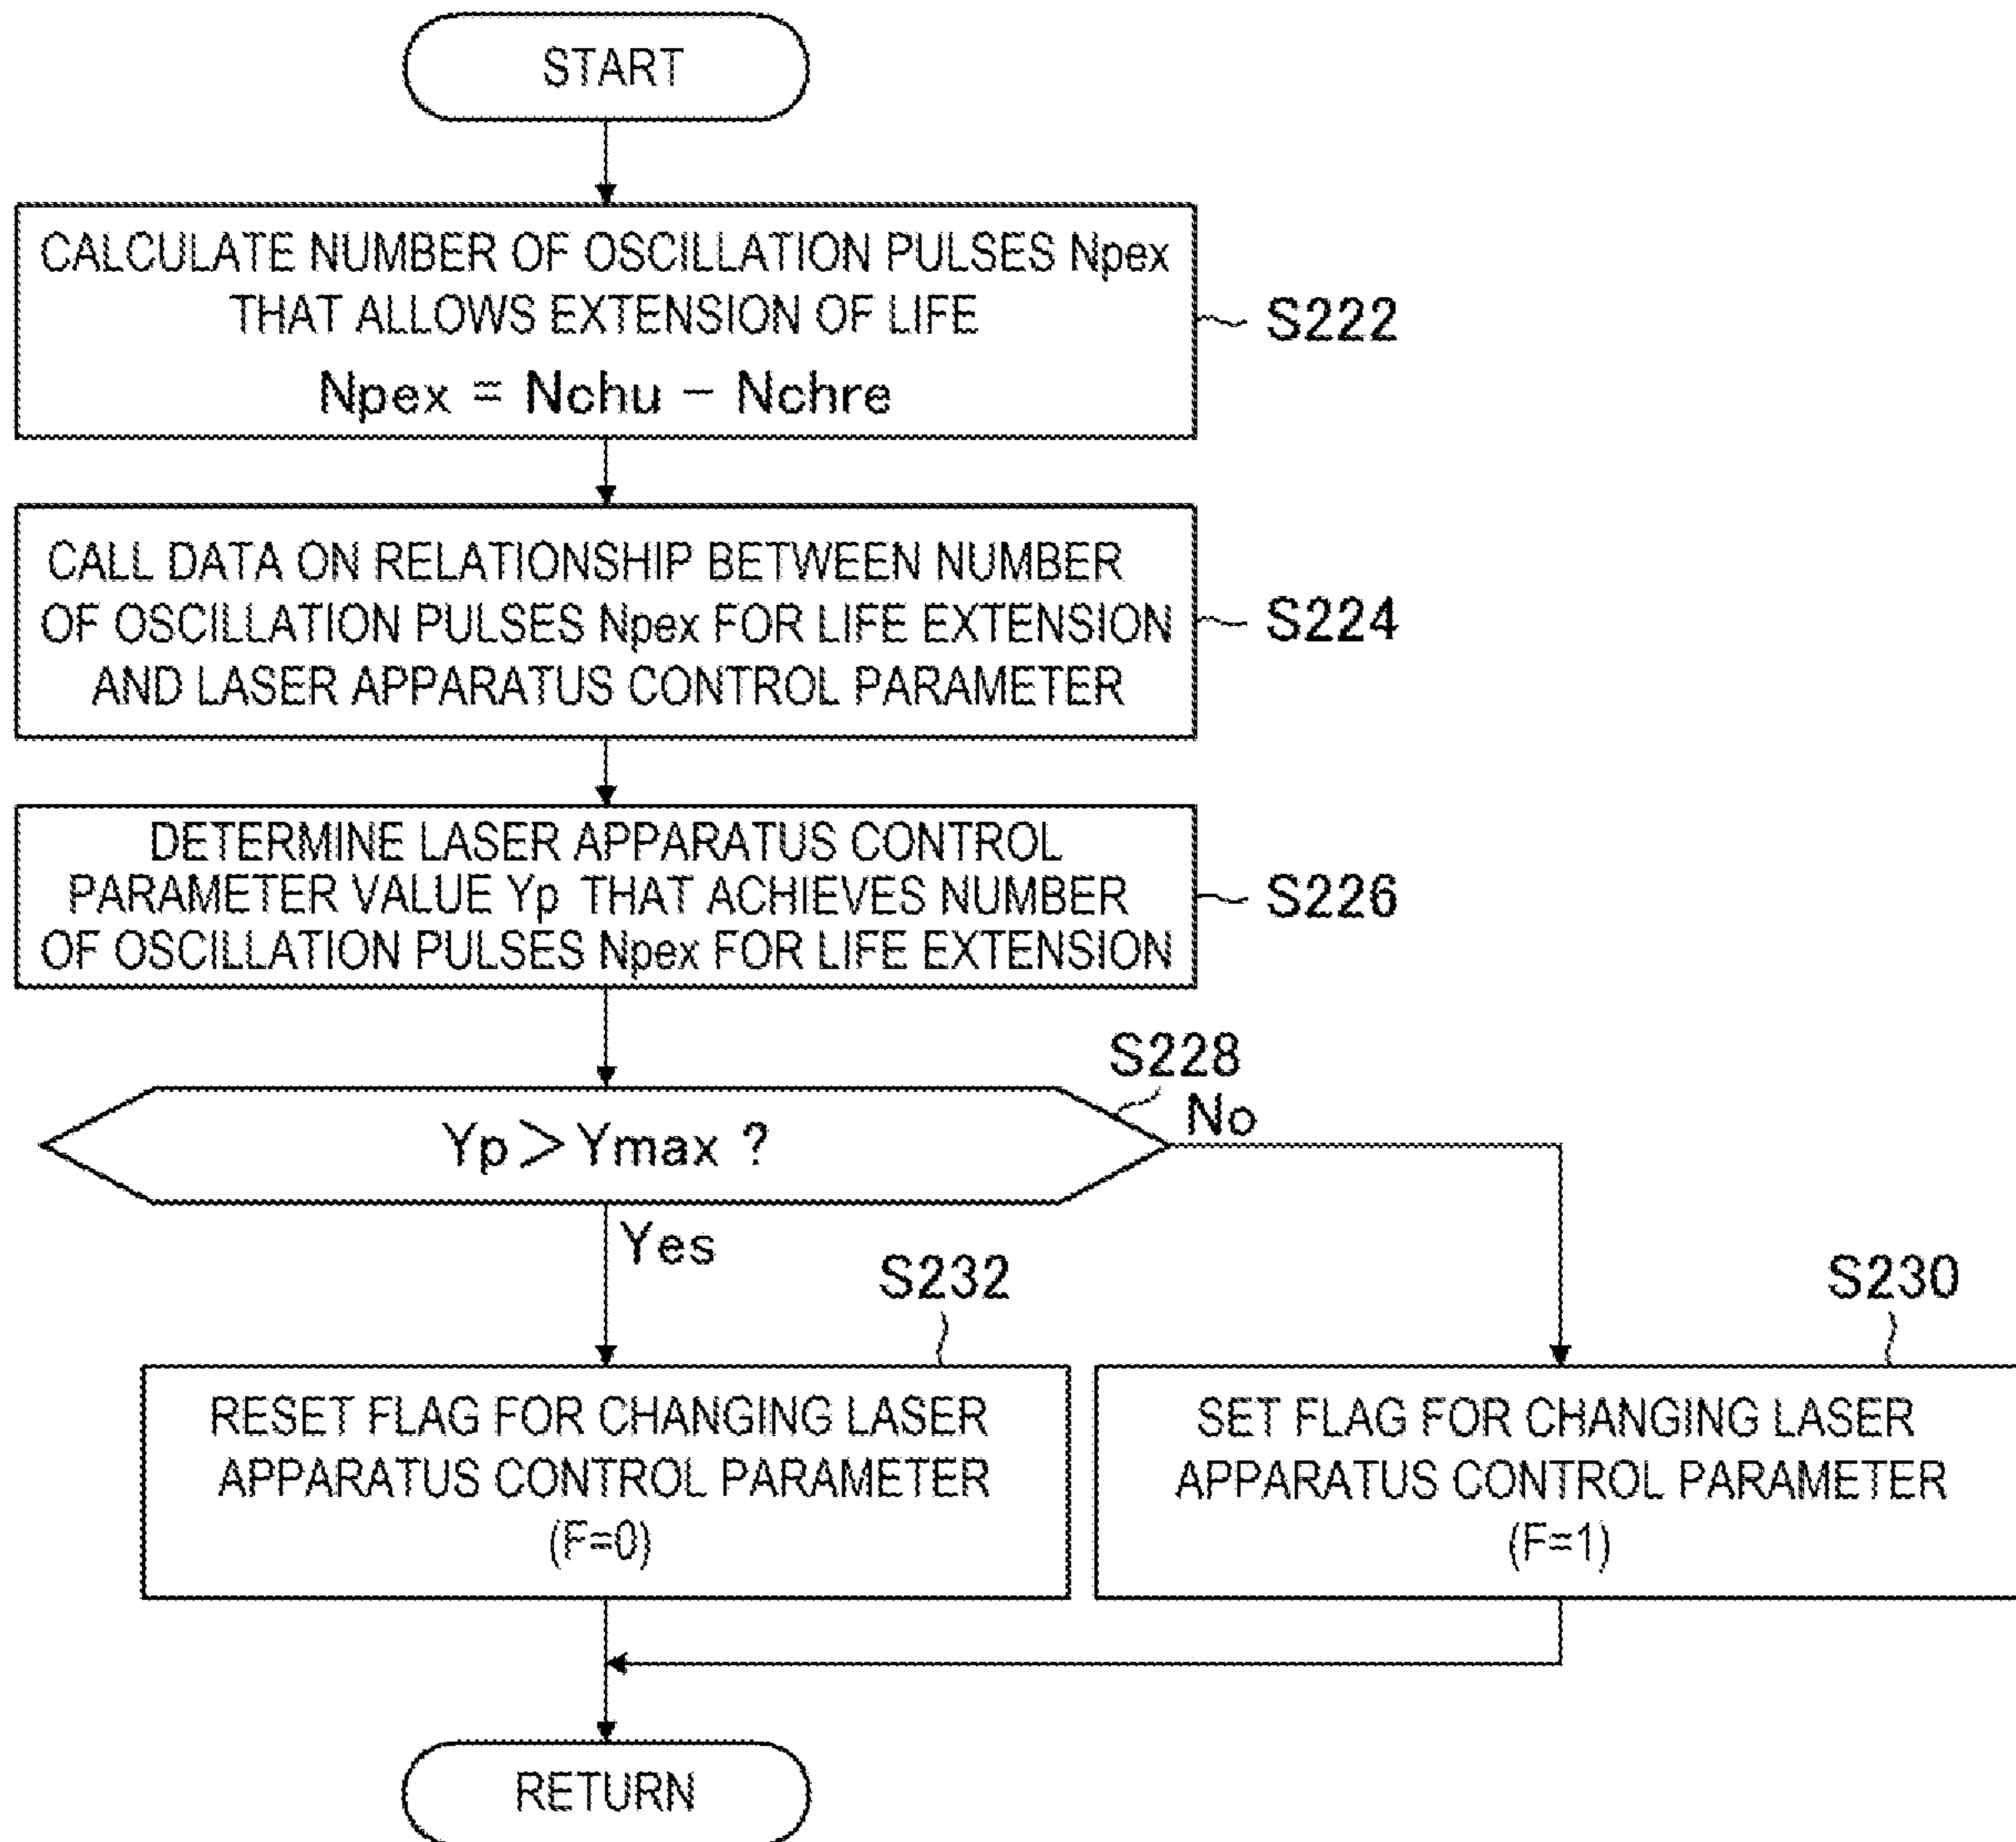 START
CALCULATE NUMBER OF OSCILLATION PULSES Npex
THAT ALLOWS EXTENSION OF LIFE
Npex = Nchu − Nchre
S222
CALL DATA ON RELATIONSHIP BETWEEN NUMBER
OF OSCILLATION PULSES Npex FOR LIFE EXTENSION
AND LASER APPARATUS CONTROL PARAMETER
S224
DETERMINE LASER APPARATUS CONTROL
PARAMETER VALUE Yp THAT ACHIEVES NUMBER
OF OSCILLATION PULSES Npex FOR LIFE EXTENSION
S226
S228
Yp＞Ymax ?
No
Yes
S232
RESET FLAG FOR CHANGING LASER
APPARATUS CONTROL PARAMETER
(F=0)
S230
SET FLAG FOR CHANGING LASER
APPARATUS CONTROL PARAMETER
(F=1)
RETURN